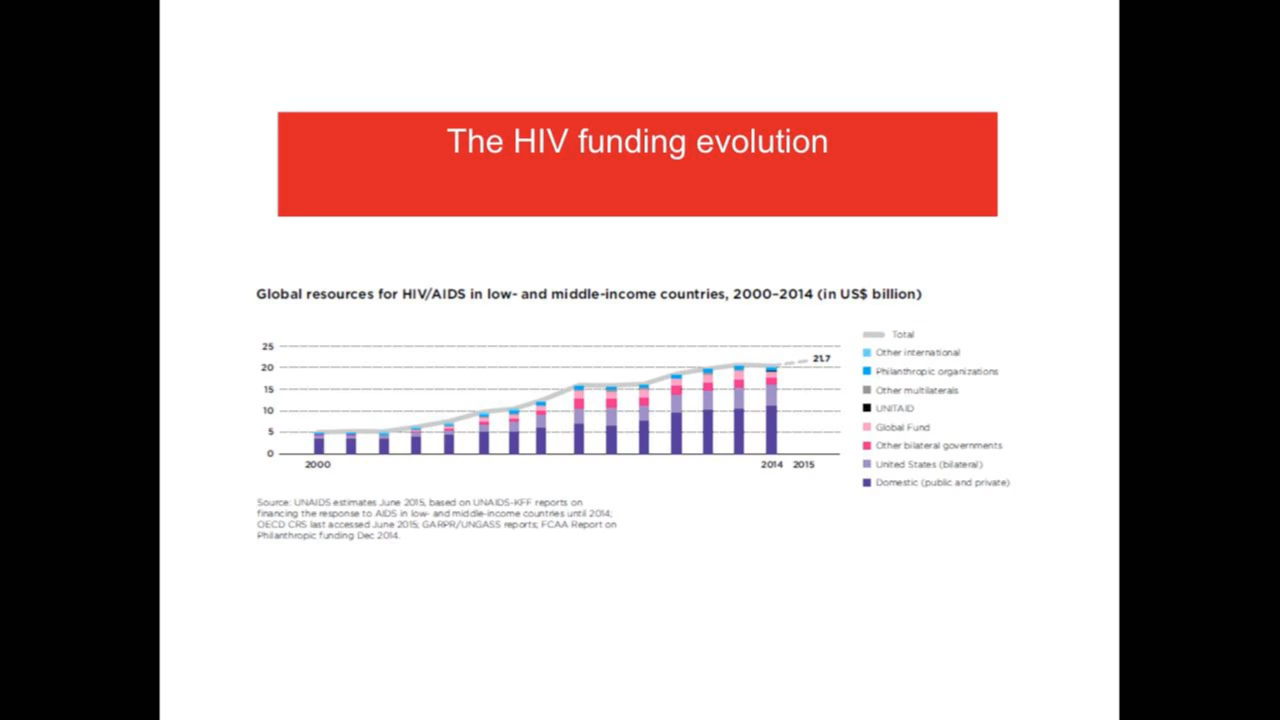 The HIV funding evolution
Global resources for HIV/AIDS in low- and middle-income countries, 2000–2014 (in US$ billion)
25
20
15
10
5
0
21.7
2000
2014 2015
Total
Other international
Philanthropic organizations
Other multilaterals
UNITAID
Global Fund
Other bilateral governments
United States (bilateral)
Domestic (public and private)
Source: UNAIDS estimates June 2015, based on UNAIDS-KFF reports on
financing the response to AIDS in low- and middle-income countries until 2014;
OECD CRS last accessed June 2015; GARPR/UNGASS reports; FCAA Report on
Philanthropic funding Dec 2014.